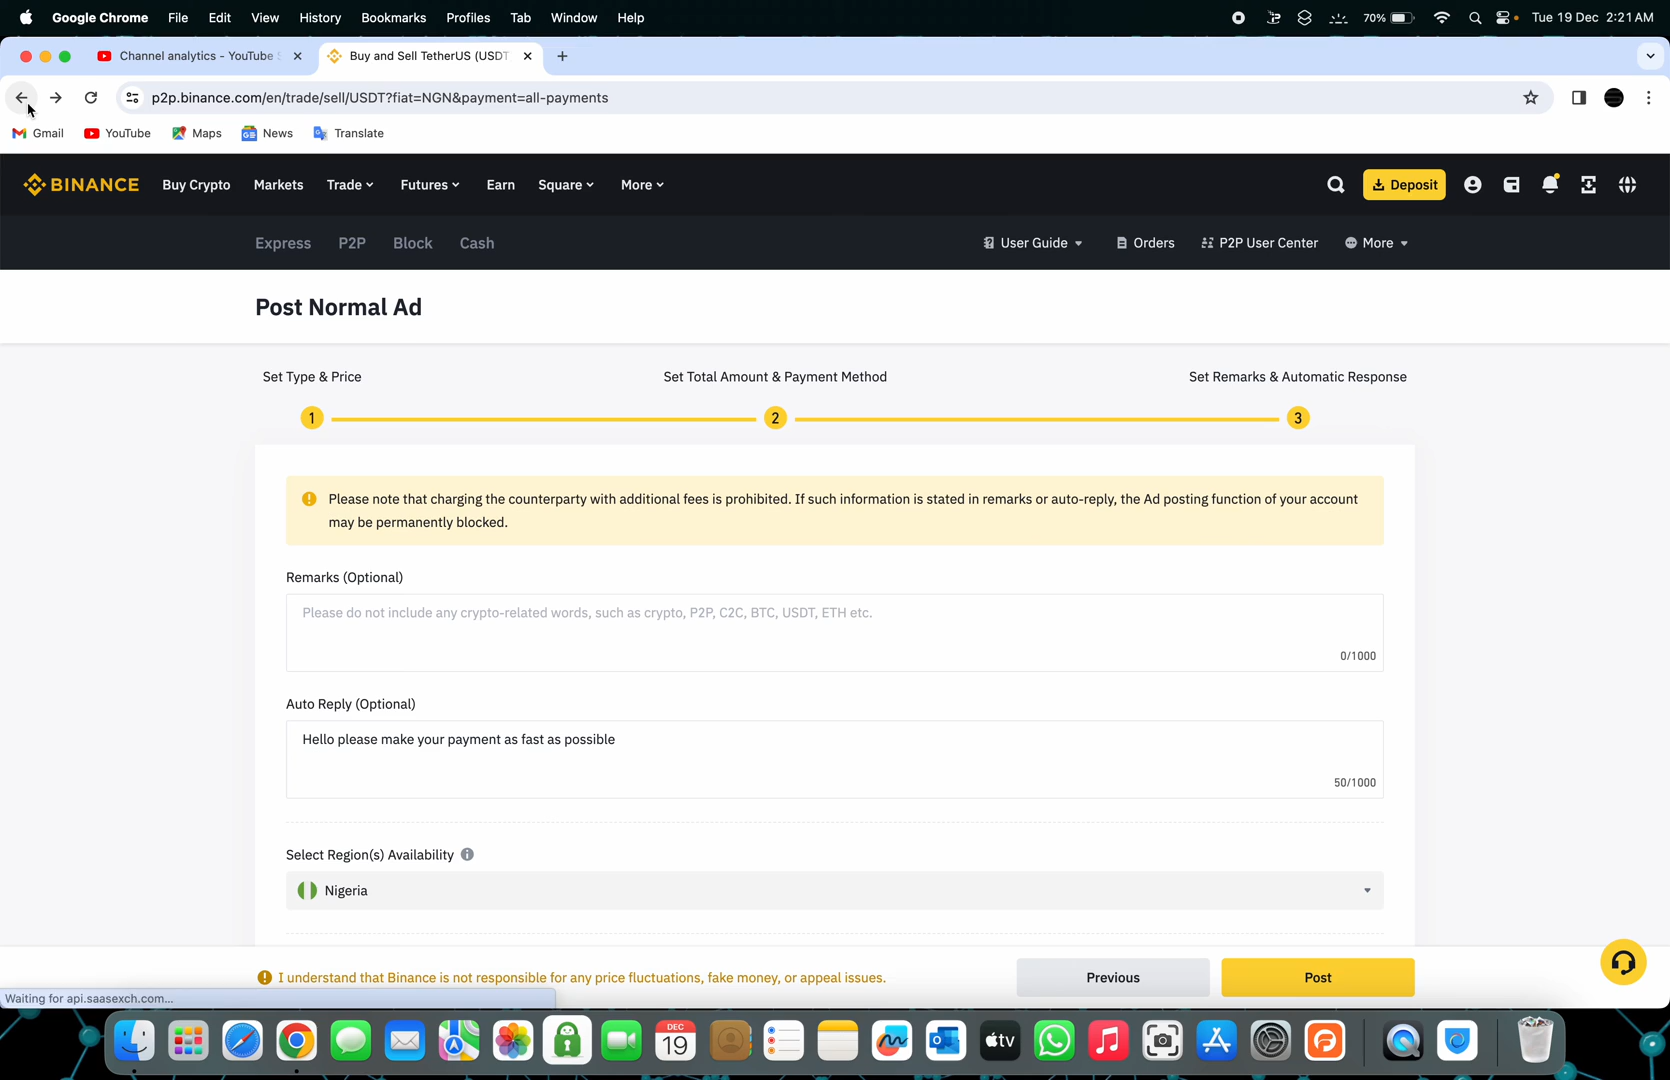 Google Chrome File Edit View History Bookmarks Profiles Tab Window Help 70% Tue 19 Dec 2:21 AM
Channel analytics - YouTube S Buy and Sell TetherUS (USDT
p2p.binance.com/en/trade/sell/USDT?fiat=NGN&payment=all-payments
Gmail YouTube Maps News Translate
BINANCE Buy Crypto Markets Trade Futures Earn Square More Deposit
Express P2P Block Cash User Guide Orders P2P User Center More
Post Normal Ad
Set Type & Price Set Total Amount & Payment Method Set Remarks & Automatic Response
1 2 3
Please note that charging the counterparty with additional fees is prohibited. If such information is stated in remarks or auto-reply, the Ad posting function of your account
may be permanently blocked.
Remarks (Optional)
Please do not include any crypto-related words, such as crypto, P2P, C2C, BTC, USDT, ETH etc.
0/1000
Auto Reply (Optional)
Hello please make your payment as fast as possible
50/1000
Select Region(s) Availability
Nigeria
I understand that Binance is not responsible for any price fluctuations, fake money, or appeal issues. Previous Post
Waiting for api.saasexch.com...
DEC
19
tv